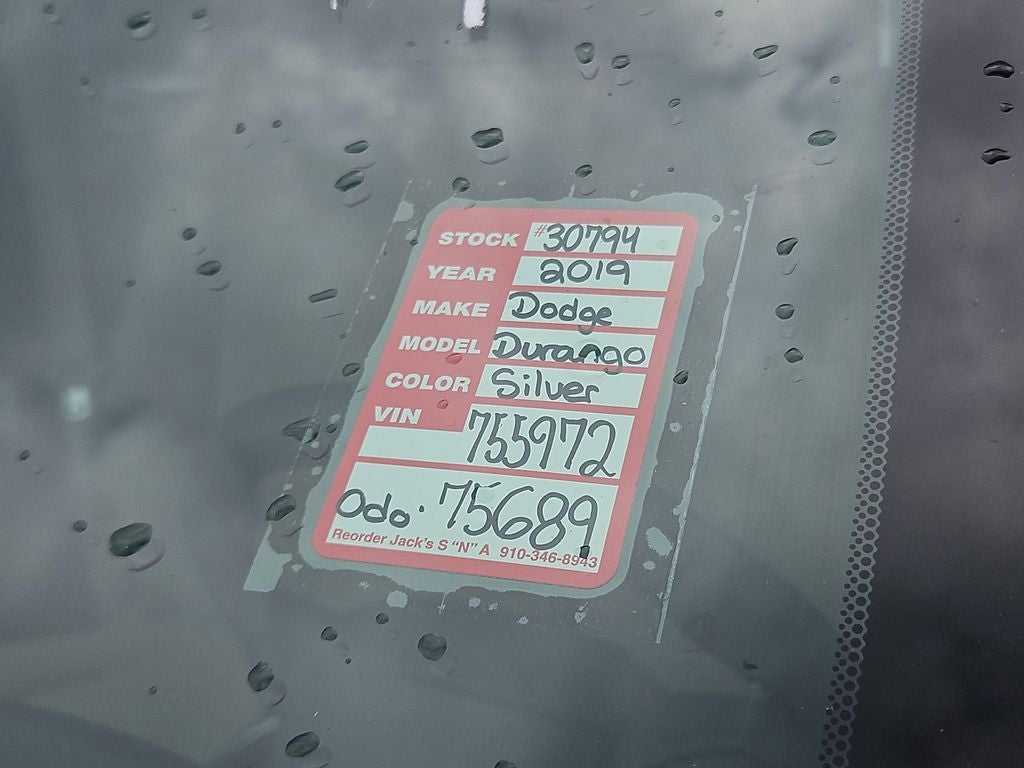 STOCK #30794
YEAR 2019
MAKE Dodge
MODEL Durango
COLOR Silver
VIN 755972
Odo. 75689
Reorder Jack's S "N" A 910-346-8943